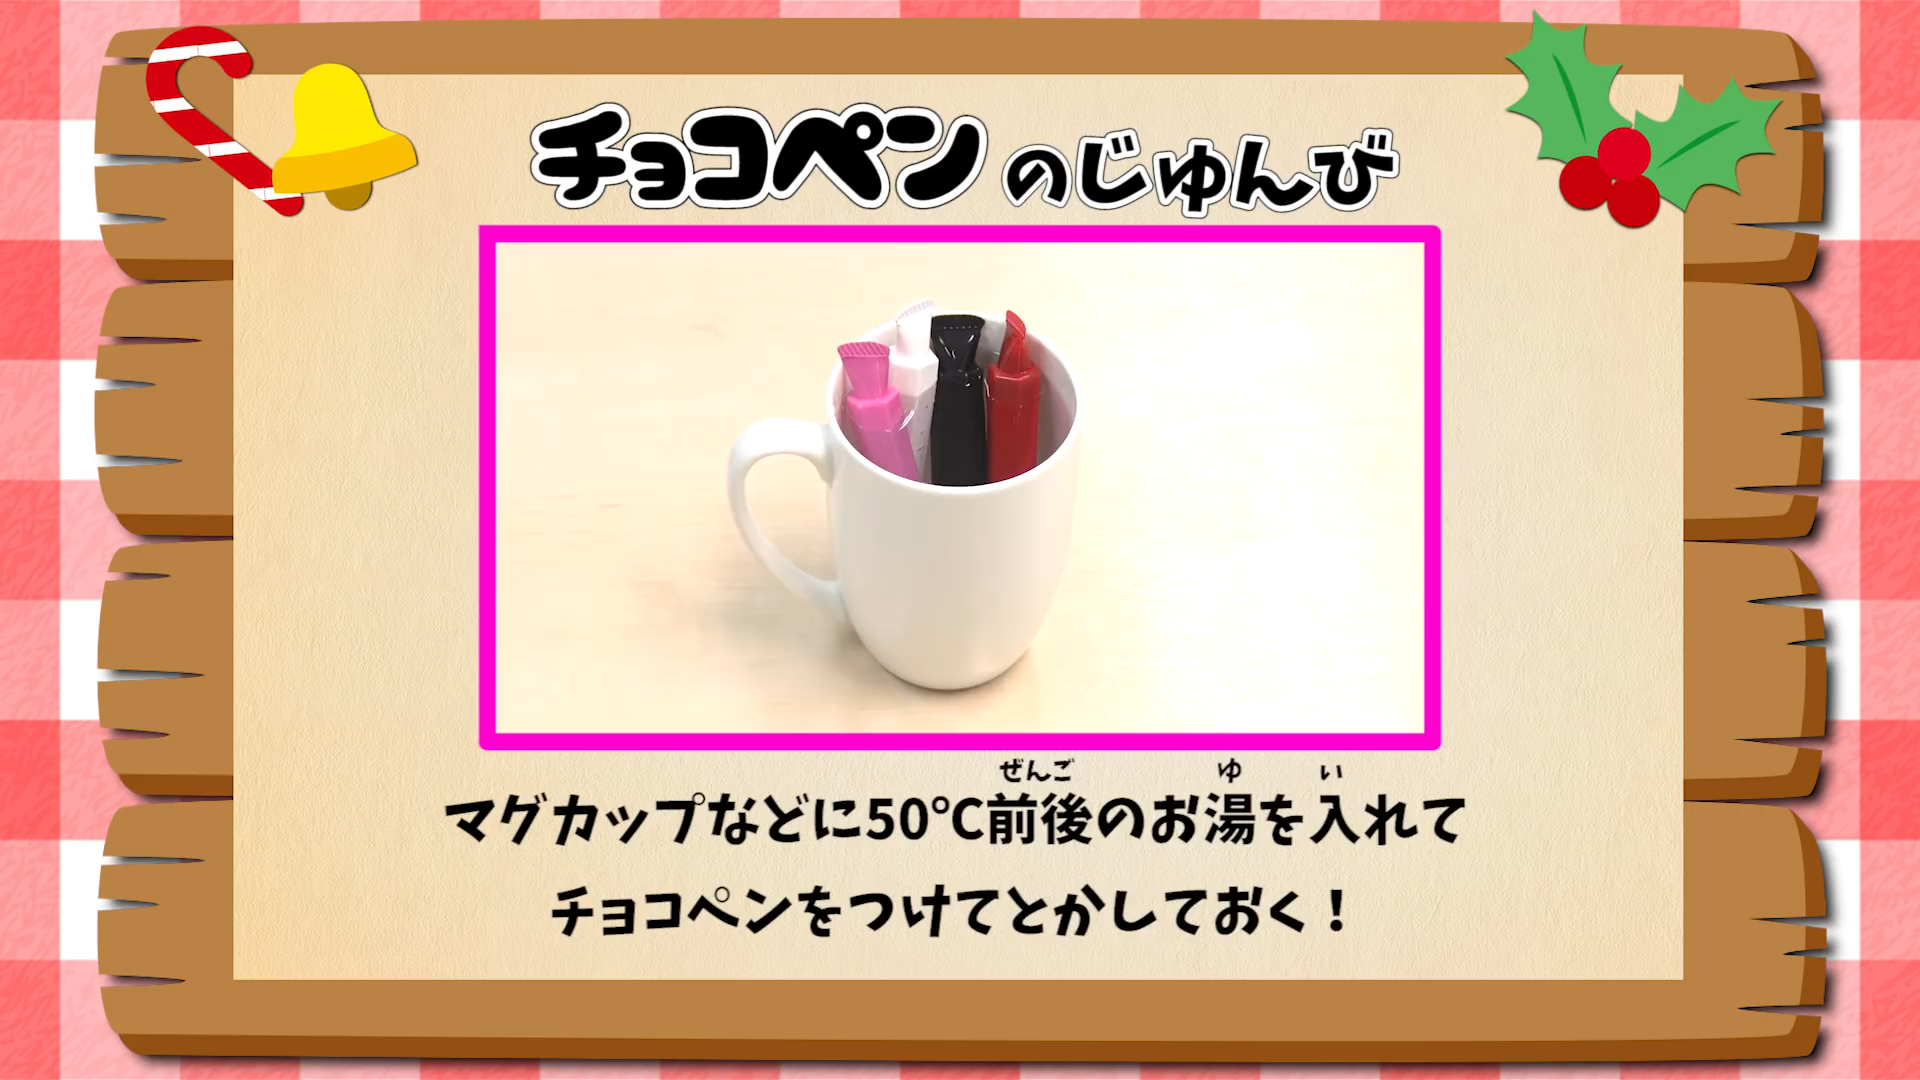 チョコペンのじゅんび
ぜんご ゆ い
マグカップなどに50℃前後のお湯を入れて
チョコペンをつけてとかしておく！